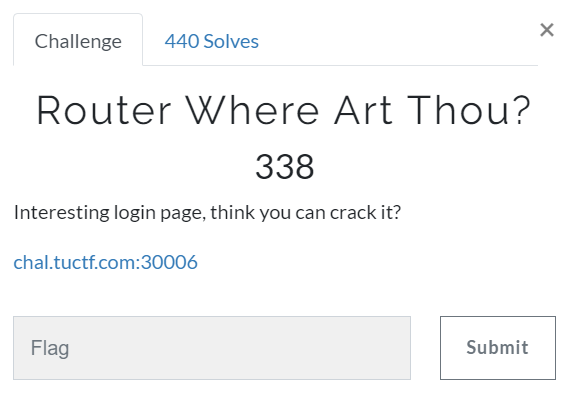 Challenge 440 Solves ×
Router Where Art Thou?
338
Interesting login page, think you can crack it?
chal.tuctf.com:30006
Flag Submit